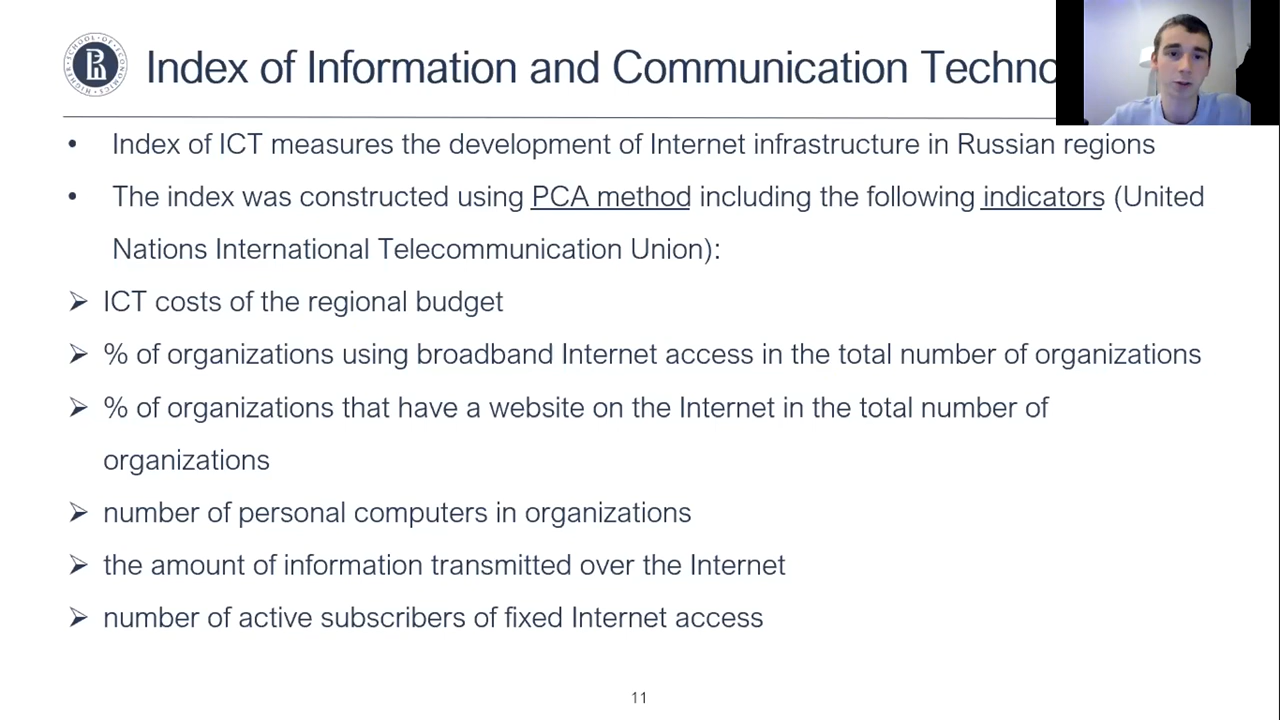 Index of Information and Communication
• Index of ICT measures the development of Internet infrastructure in Russian regions
• The index was constructed using PCA method including the following indicators (United
Nations International Telecommunication Union):
➢ ICT costs of the regional budget
➢ % of organizations using broadband Internet access in the total number of organizations
➢ % of organizations that have a website on the Internet in the total number of
organizations
➢ number of personal computers in organizations
➢ the amount of information transmitted over the Internet
➢ number of active subscribers of fixed Internet access
11